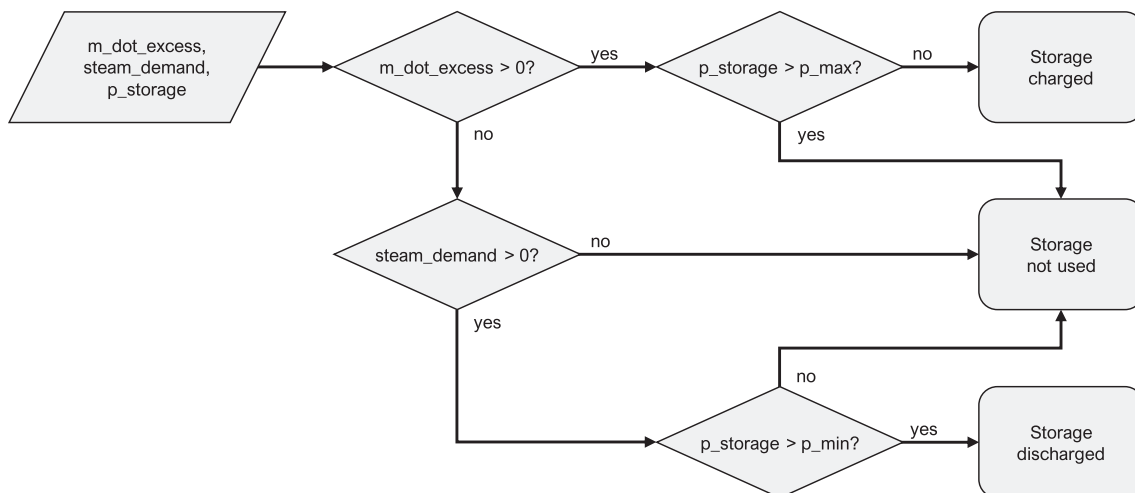 m_dot_excess,
steam_demand,
p_storage
m_dot_excess > 0?
yes
p_storage > p_max?
no
Storage
charged
no
yes
steam_demand > 0?
no
Storage
not used
yes
no
p_storage > p_min?
yes
Storage
discharged